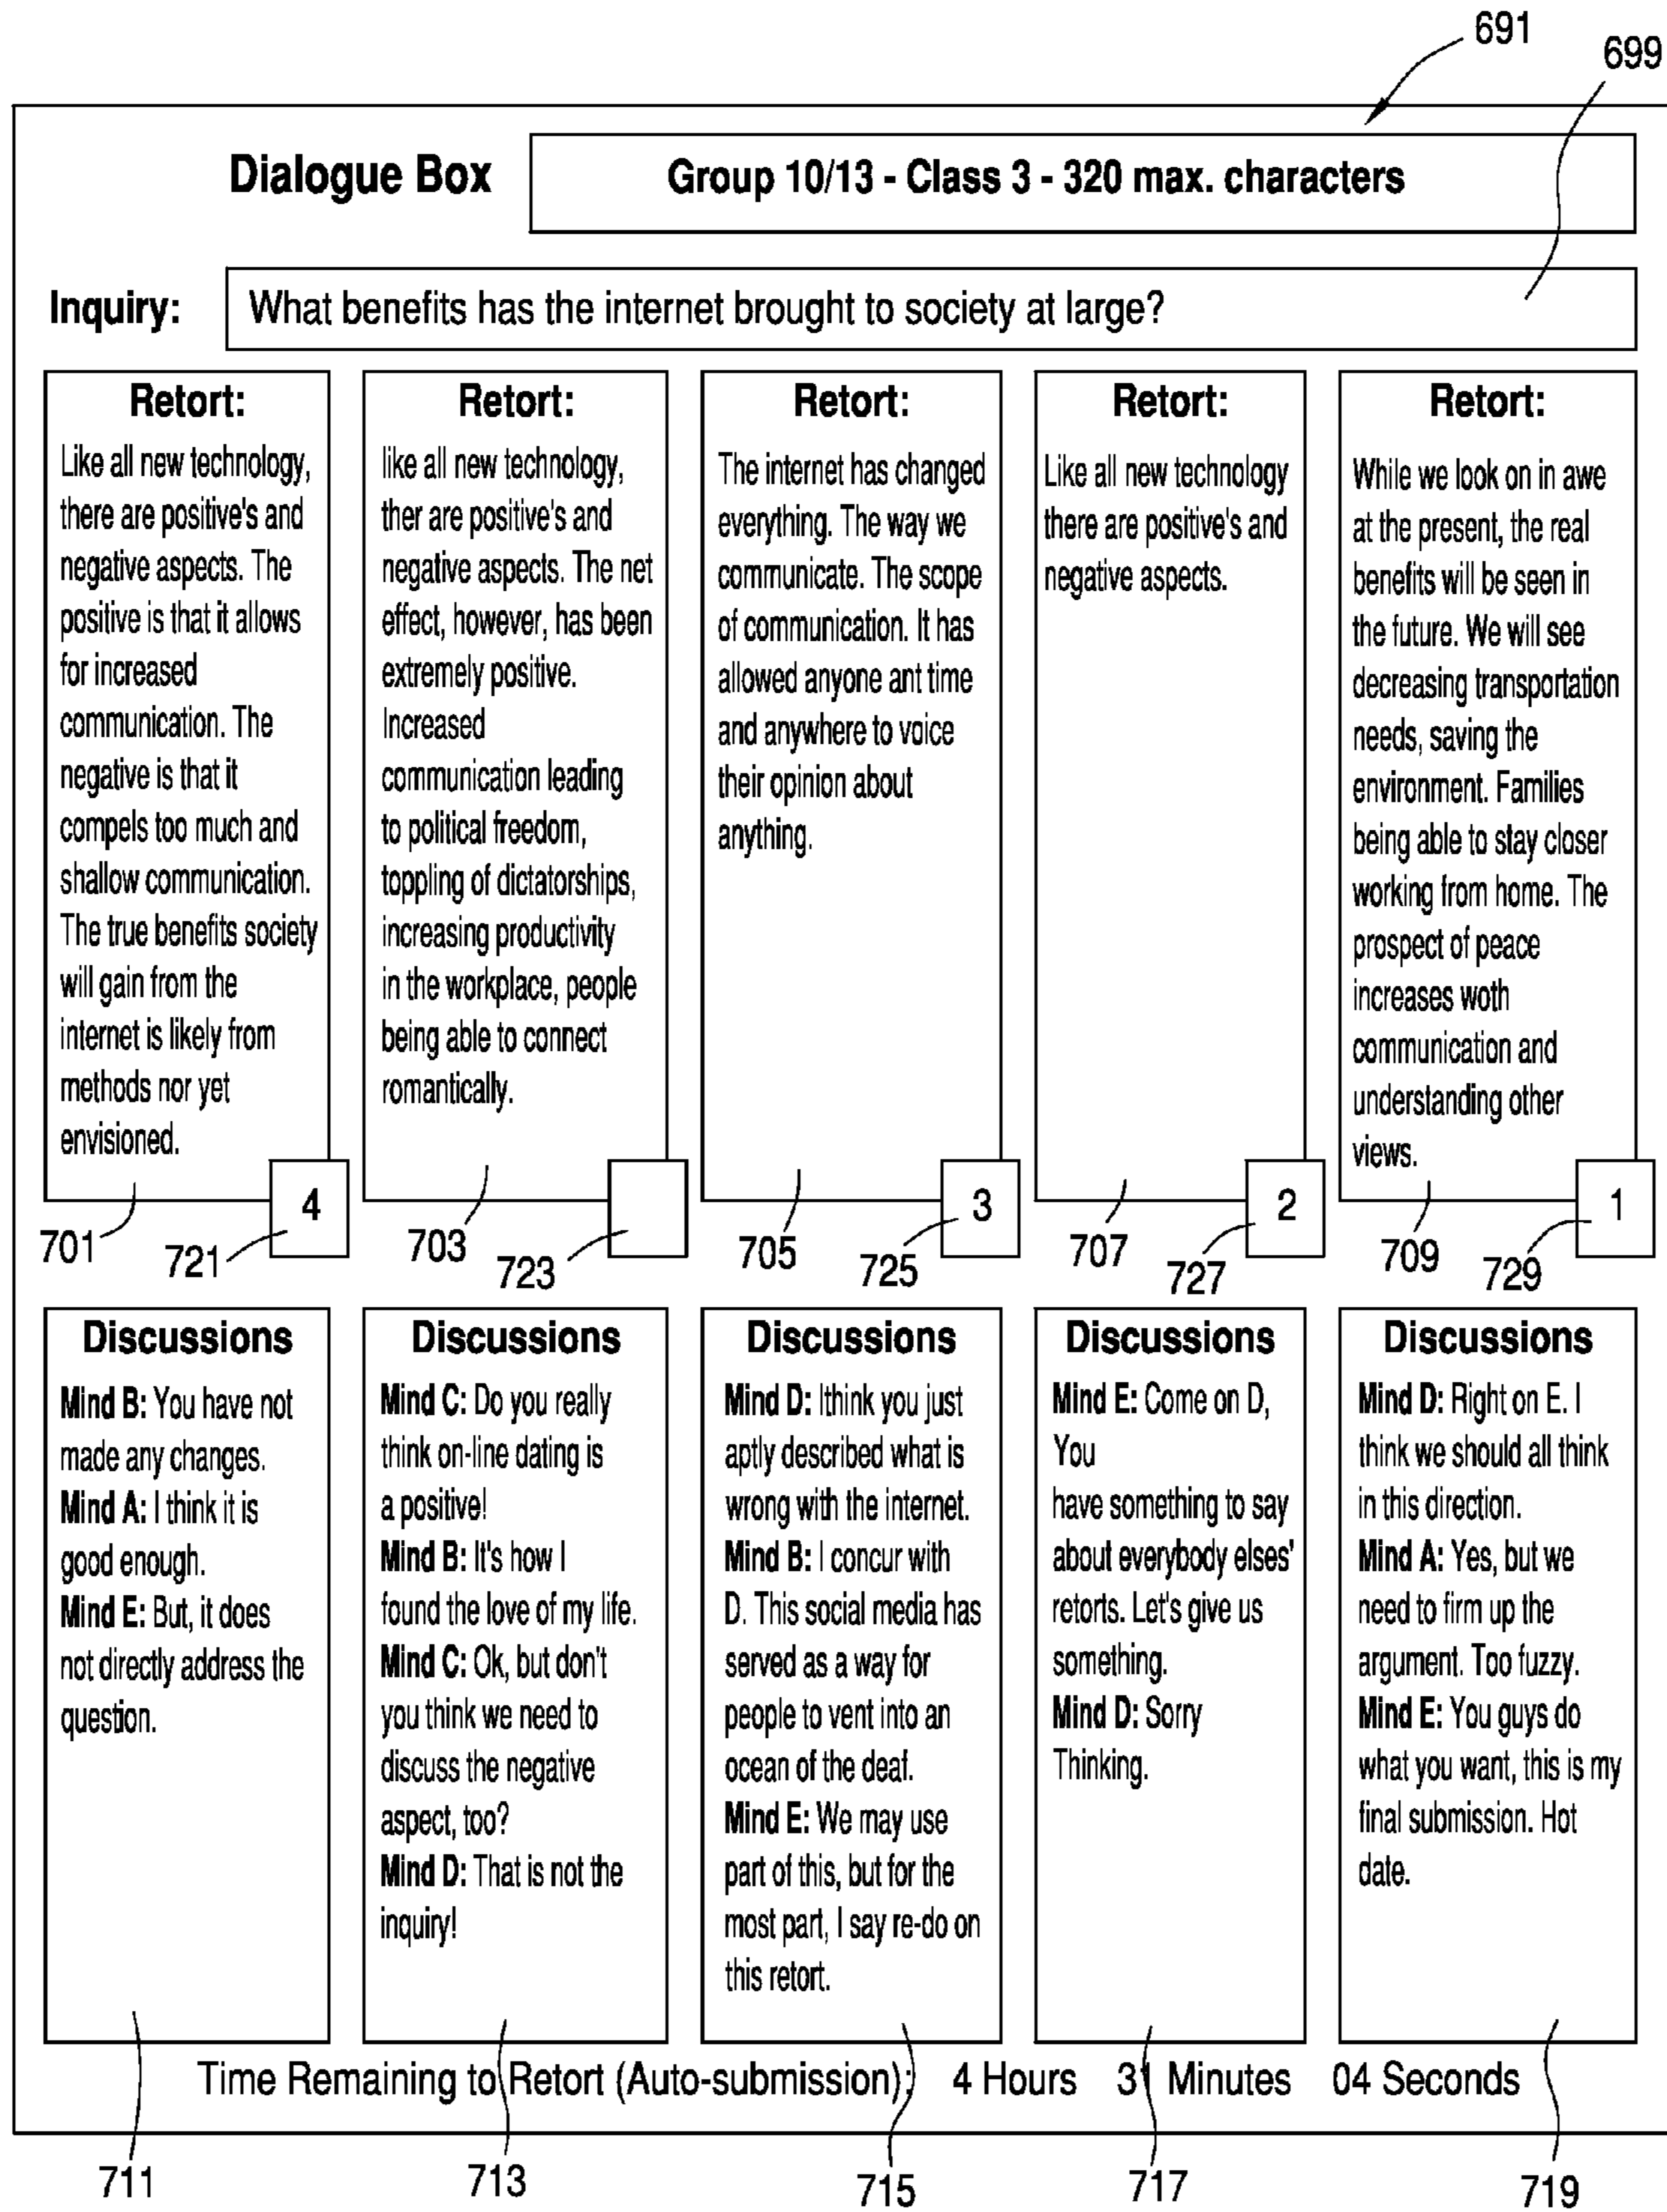 691
699
Dialogue Box
Group 10/13 - Class 3 - 320 max. characters
Inquiry:
What benefits has the internet brought to society at large?
Retort:
Like all new technology,
there are positive's and
negative aspects. The
positive is that it allows
for increased
communication. The
negative is that it
compels too much and
shallow communication.
The true benefits society
will gain from the
internet is likely from
methods nor yet
envisioned.
4
701
721
Retort:
like all new technology,
ther are positive's and
negative aspects. The net
effect, however, has been
extremely positive.
Increased
communication leading
to political freedom,
toppling of dictatorships,
increasing productivity
in the workplace, people
being able to connect
romantically.
703
723
Retort:
The internet has changed
everything. The way we
communicate. The scope
of communication. It has
allowed anyone ant time
and anywhere to voice
their opinion about
anything.
3
705
725
Retort:
Like all new technology
there are positive's and
negative aspects.
2
707
727
Retort:
While we look on in awe
at the present, the real
benefits will be seen in
the future. We will see
decreasing transportation
needs, saving the
environment. Families
being able to stay closer
working from home. The
prospect of peace
increases woth
communication and
understanding other
views.
1
709
729
Discussions
Mind B: You have not
made any changes.
Mind A: I think it is
good enough.
Mind E: But, it does
not directly address the
question.
Discussions
Mind C: Do you really
think on-line dating is
a positive!
Mind B: It's how I
found the love of my life.
Mind C: Ok, but don't
you think we need to
discuss the negative
aspect, too?
Mind D: That is not the
inquiry!
Discussions
Mind D: Ithink you just
aptly described what is
wrong with the internet.
Mind B: I concur with
D. This social media has
served as a way for
people to vent into an
ocean of the deaf.
Mind E: We may use
part of this, but for the
most part, I say re-do on
this retort.
Discussions
Mind E: Come on D,
You
have something to say
about everybody elses'
retorts. Let's give us
something.
Mind D: Sorry
Thinking.
Discussions
Mind D: Right on E. I
think we should all think
in this direction.
Mind A: Yes, but we
need to firm up the
argument. Too fuzzy.
Mind E: You guys do
what you want, this is my
final submission. Hot
date.
Time Remaining to Retort (Auto-submission): 4 Hours 31 Minutes 04 Seconds
711
713
715
717
719